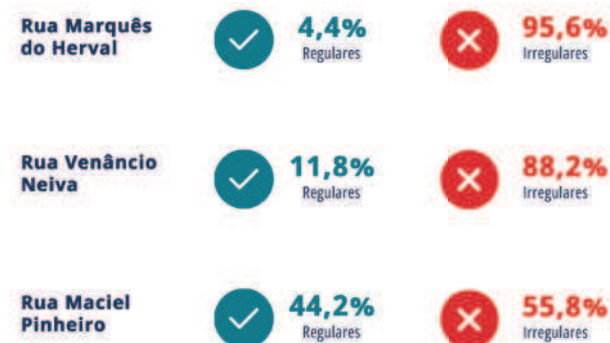 Rua Marquês
do Herval
4,4%
Regulares
95,6%
Irregulares
Rua Venâncio
Neiva
11,8%
Regulares
88,2%
Irregulares
Rua Maciel
Pinheiro
44,2%
Regulares
55,8%
Irregulares